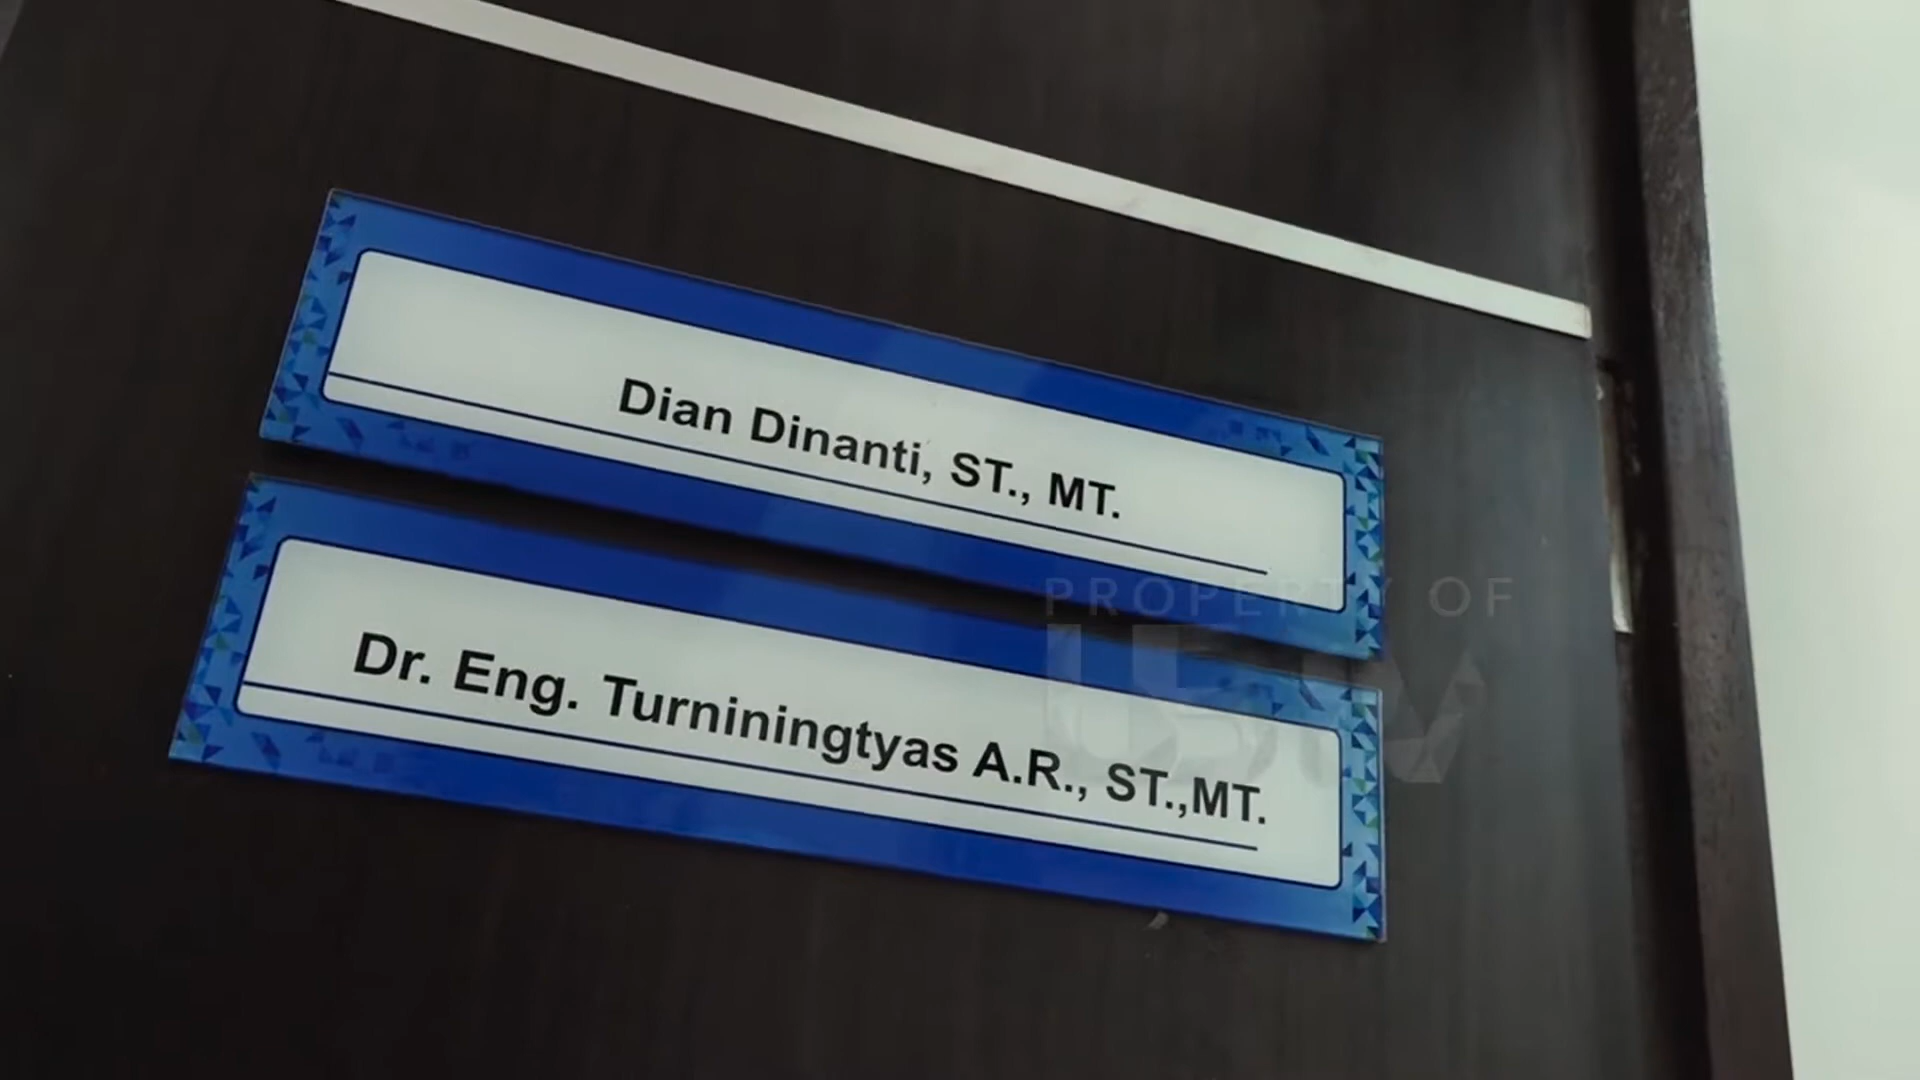 Dian Dinanti, ST., MT.
Dr. Eng. Turniningtyas A.R., ST.,MT.
PROPERTY OF